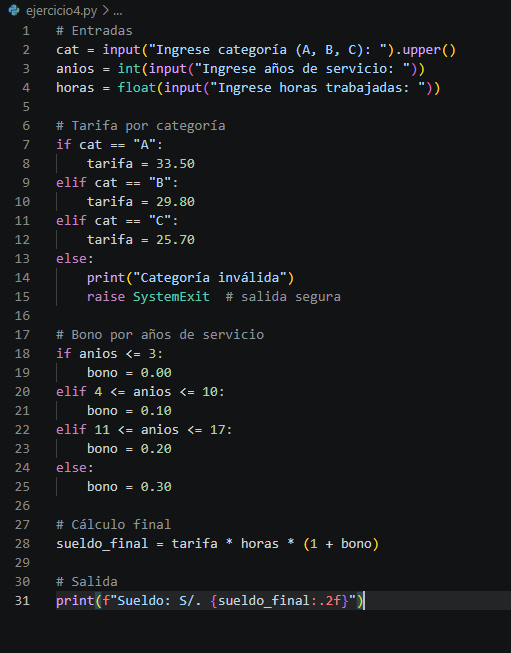 ejercicio4.py > ...
1 # Entradas
2 cat = input("Ingrese categoría (A, B, C): ").upper()
3 anios = int(input("Ingrese años de servicio: "))
4 horas = float(input("Ingrese horas trabajadas: "))
5
6 # Tarifa por categoría
7 if cat == "A":
8     tarifa = 33.50
9 elif cat == "B":
10     tarifa = 29.80
11 elif cat == "C":
12     tarifa = 25.70
13 else:
14     print("Categoría inválida")
15     raise SystemExit  # salida segura
16
17 # Bono por años de servicio
18 if anios <= 3:
19     bono = 0.00
20 elif 4 <= anios <= 10:
21     bono = 0.10
22 elif 11 <= anios <= 17:
23     bono = 0.20
24 else:
25     bono = 0.30
26
27 # Cálculo final
28 sueldo_final = tarifa * horas * (1 + bono)
29
30 # Salida
31 print(f"Sueldo: S/. {sueldo_final:.2f}")